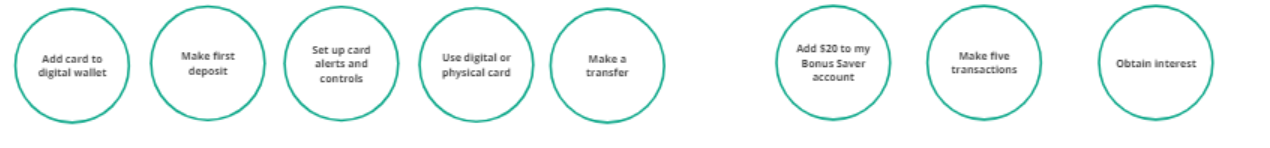 Add card to
digital wallet
Make first
deposit
Set up card
alerts and
controls
Use digital or
physical card
Make a
transfer
Add $20 to my
Bonus Saver
account
Make five
transactions
Obtain interest